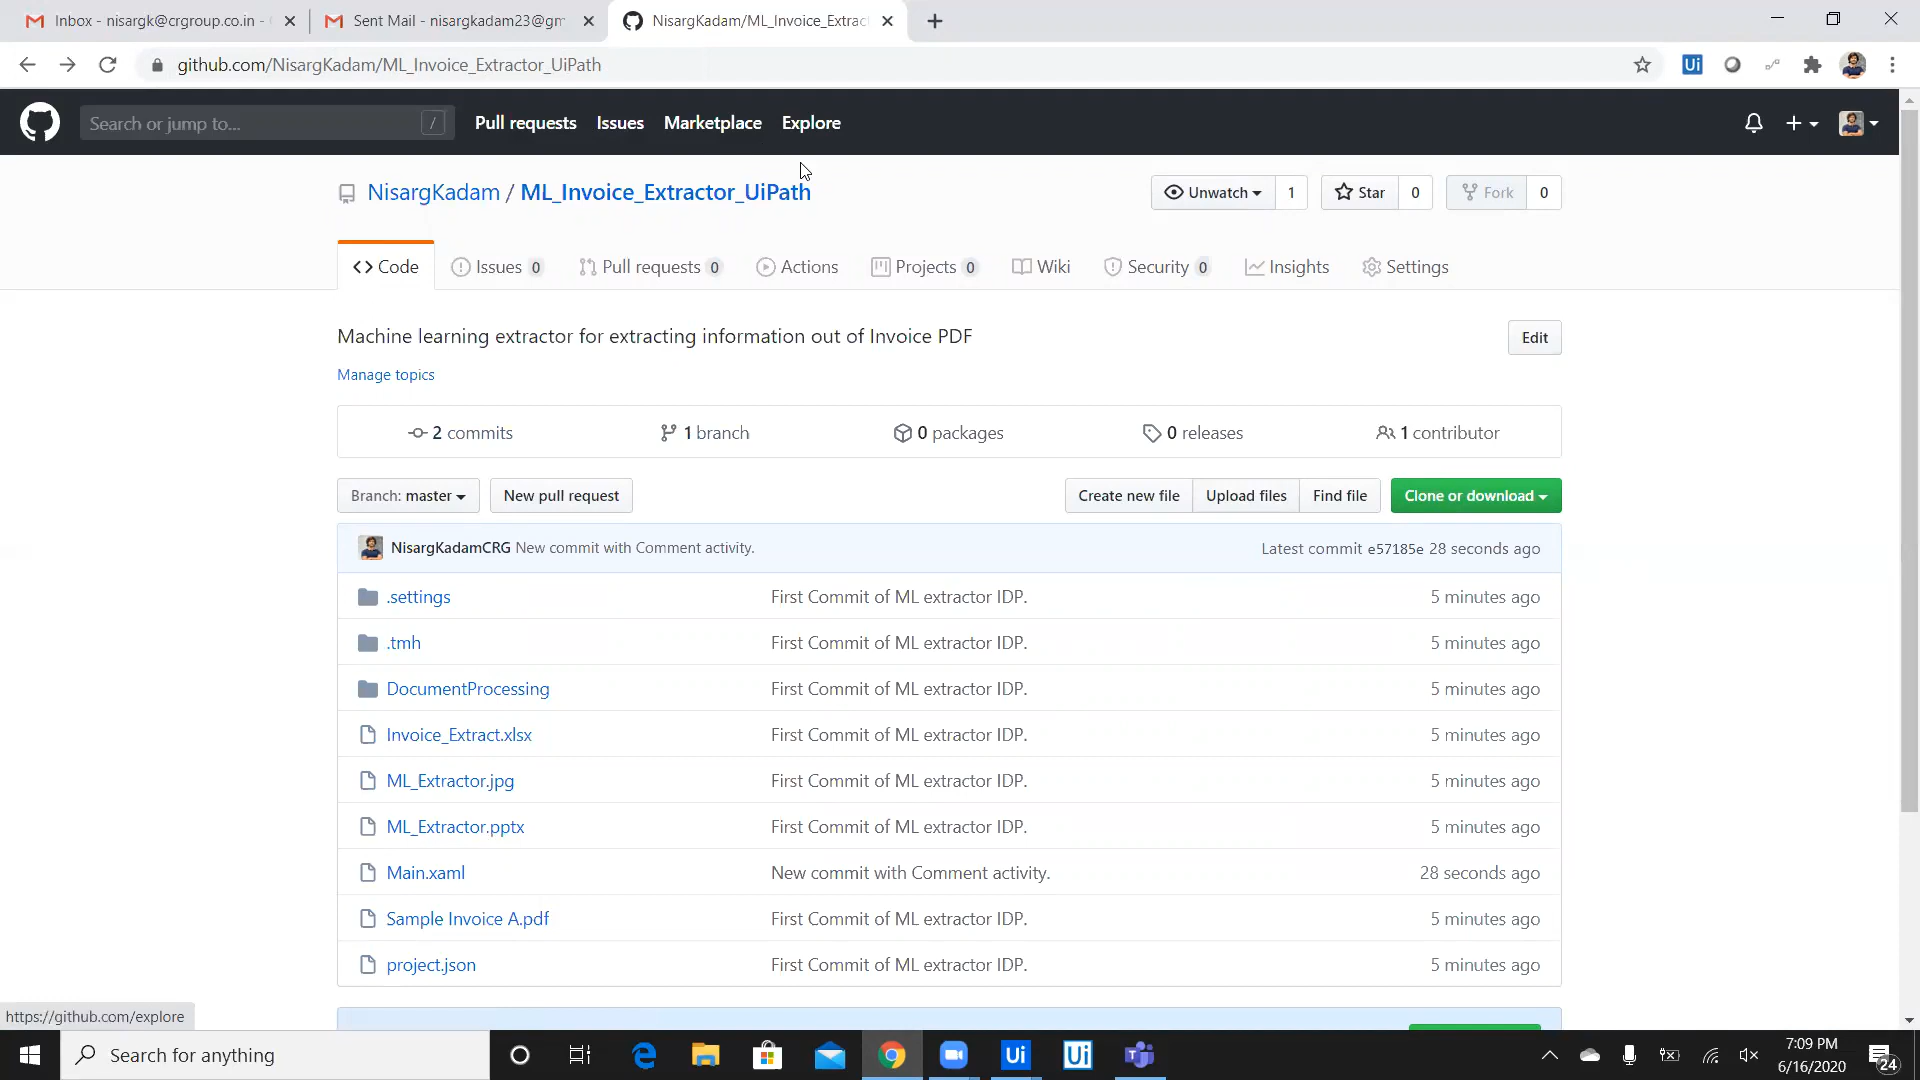 Inbox - nisargk@crgroup.co.in -
Sent Mail - nisargkadam23@gm
NisargKadam/ML_Invoice_Extrac
github.com/NisargKadam/ML_Invoice_Extractor_UiPath
Ui
Search or jump to...
/
Pull requests Issues Marketplace Explore
NisargKadam / ML_Invoice_Extractor_UiPath
Unwatch 1
Star 0
Fork 0
Code
Issues 0
Pull requests 0
Actions
Projects 0
Wiki
Security 0
Insights
Settings
Machine learning extractor for extracting information out of Invoice PDF
Edit
Manage topics
2 commits
1 branch
0 packages
0 releases
1 contributor
Branch: master
New pull request
Create new file
Upload files
Find file
Clone or download
NisargKadamCRG New commit with Comment activity.
Latest commit e57185e 28 seconds ago
.settings First Commit of ML extractor IDP. 5 minutes ago
.tmh First Commit of ML extractor IDP. 5 minutes ago
DocumentProcessing First Commit of ML extractor IDP. 5 minutes ago
Invoice_Extract.xlsx First Commit of ML extractor IDP. 5 minutes ago
ML_Extractor.jpg First Commit of ML extractor IDP. 5 minutes ago
ML_Extractor.pptx First Commit of ML extractor IDP. 5 minutes ago
Main.xaml New commit with Comment activity. 28 seconds ago
Sample Invoice A.pdf First Commit of ML extractor IDP. 5 minutes ago
project.json First Commit of ML extractor IDP. 5 minutes ago
https://github.com/explore
Search for anything
Ui
Ui
7:09 PM
6/16/2020
24